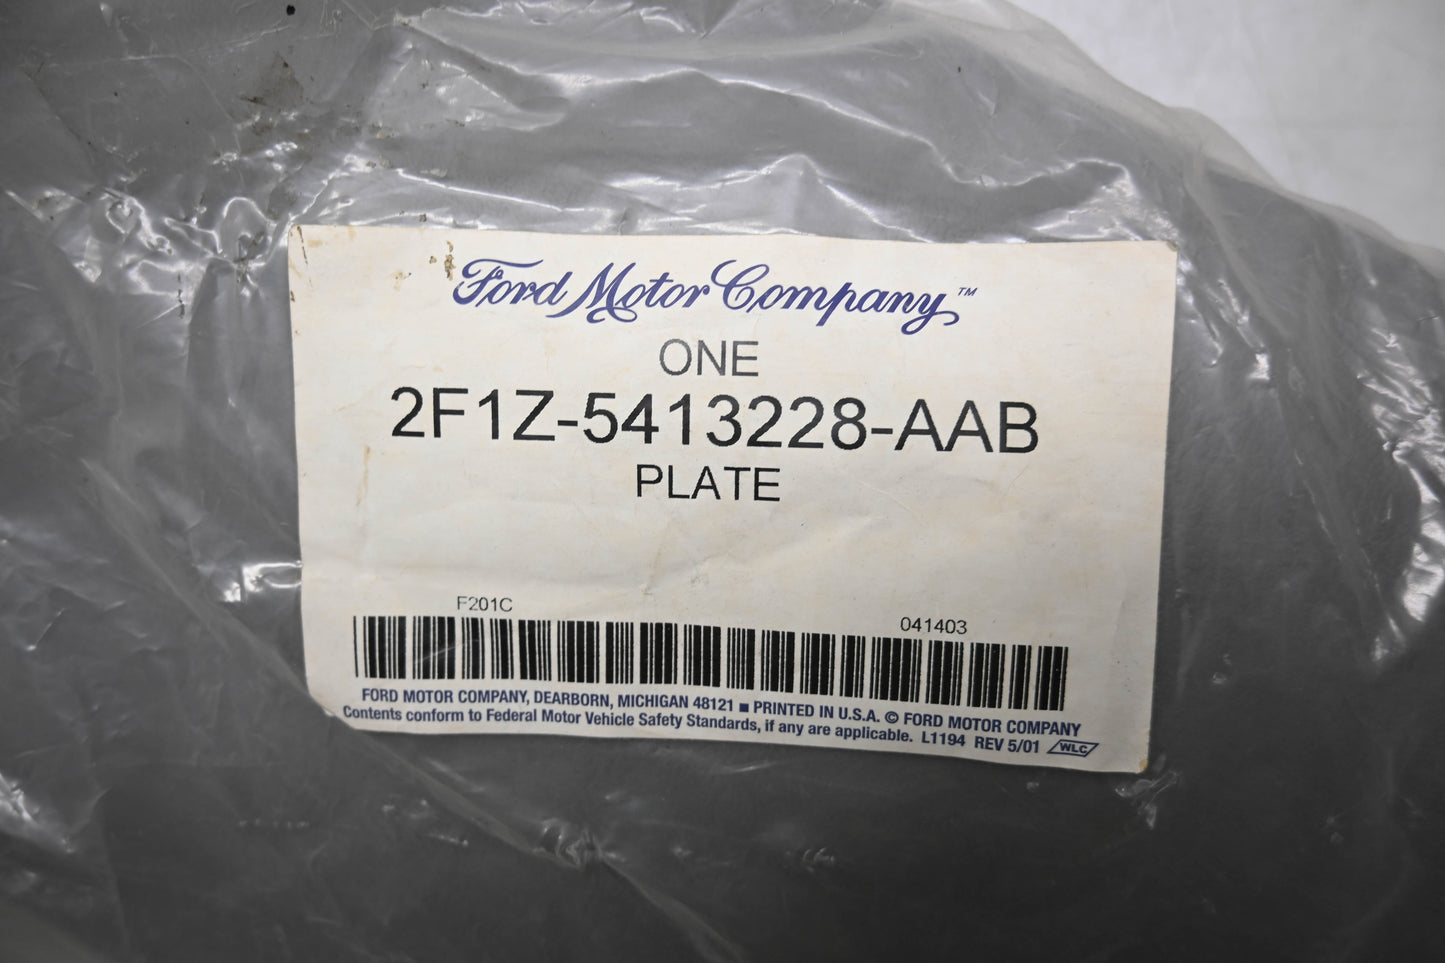 Ford Motor Company™
ONE
2F1Z-5413228-AAB
PLATE
F201C 041403
FORD MOTOR COMPANY, DEARBORN, MICHIGAN 48121 ■ PRINTED IN U.S.A. © FORD MOTOR COMPANY
Contents conform to Federal Motor Vehicle Safety Standards, if any are applicable. L1194 REV 5/01 WLC